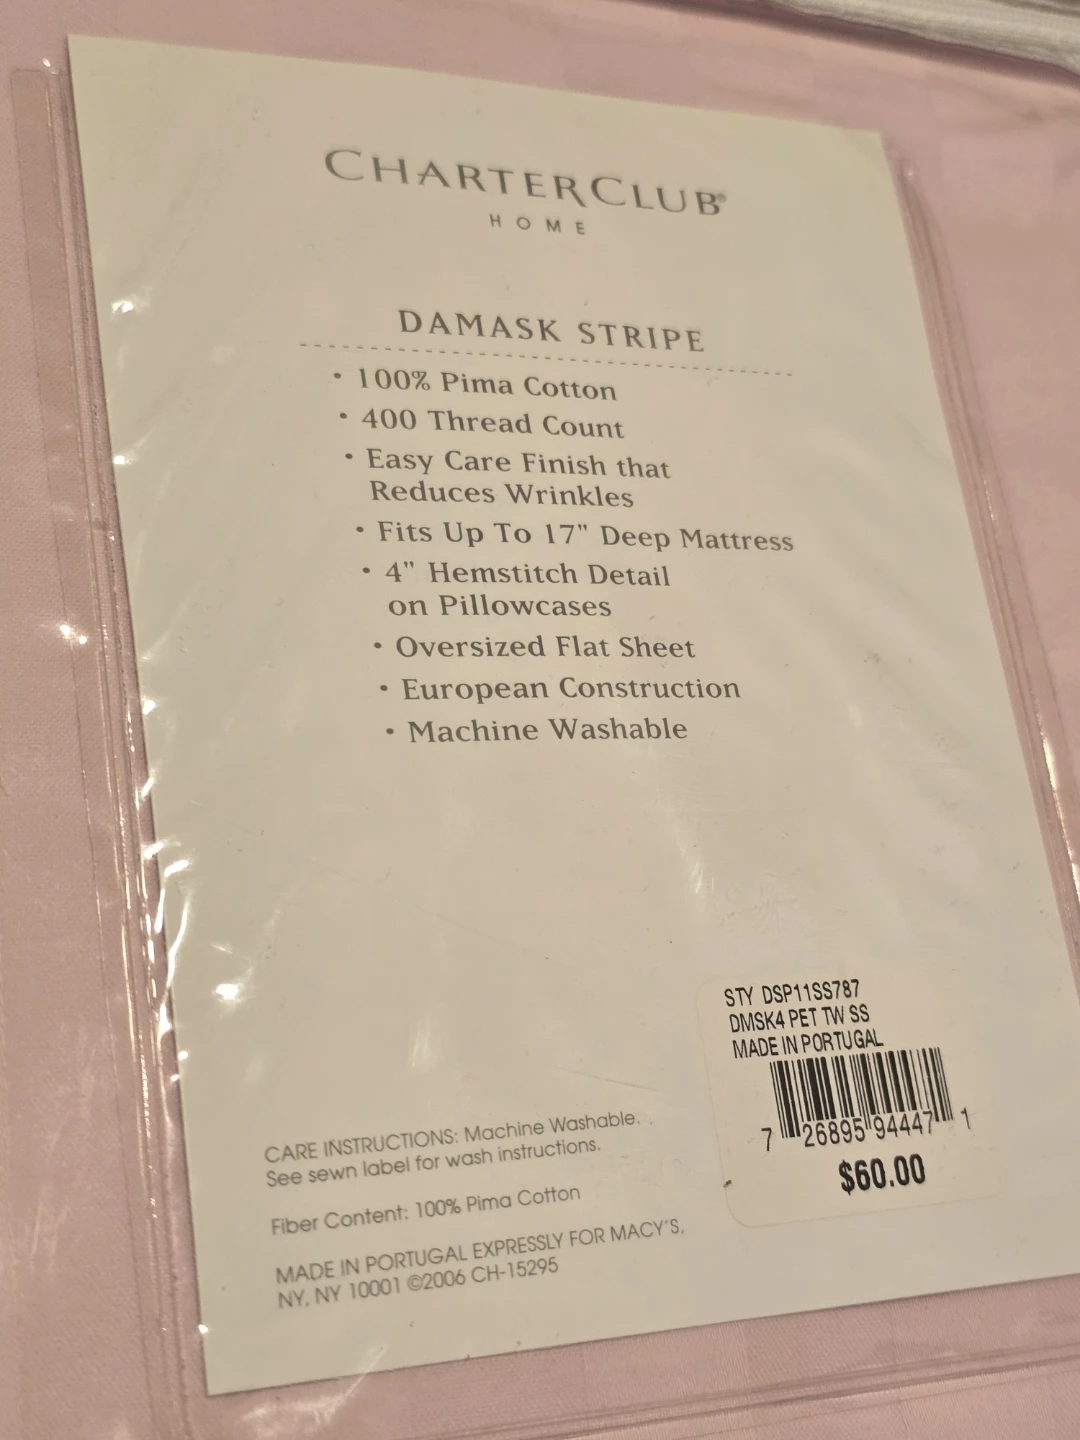 CHARTERCLUB®
HOME
DAMASK STRIPE
• 100% Pima Cotton
• 400 Thread Count
• Easy Care Finish that
Reduces Wrinkles
• Fits Up To 17" Deep Mattress
• 4" Hemstitch Detail
on Pillowcases
• Oversized Flat Sheet
• European Construction
• Machine Washable
STY DSP11SS787
DMSK4 PET TW SS
MADE IN PORTUGAL
7 26895 94447 1
$60.00
CARE INSTRUCTIONS: Machine Washable.
See sewn label for wash instructions.
Fiber Content: 100% Pima Cotton
MADE IN PORTUGAL EXPRESSLY FOR MACY'S,
NY, NY 10001 ©2006 CH-15295